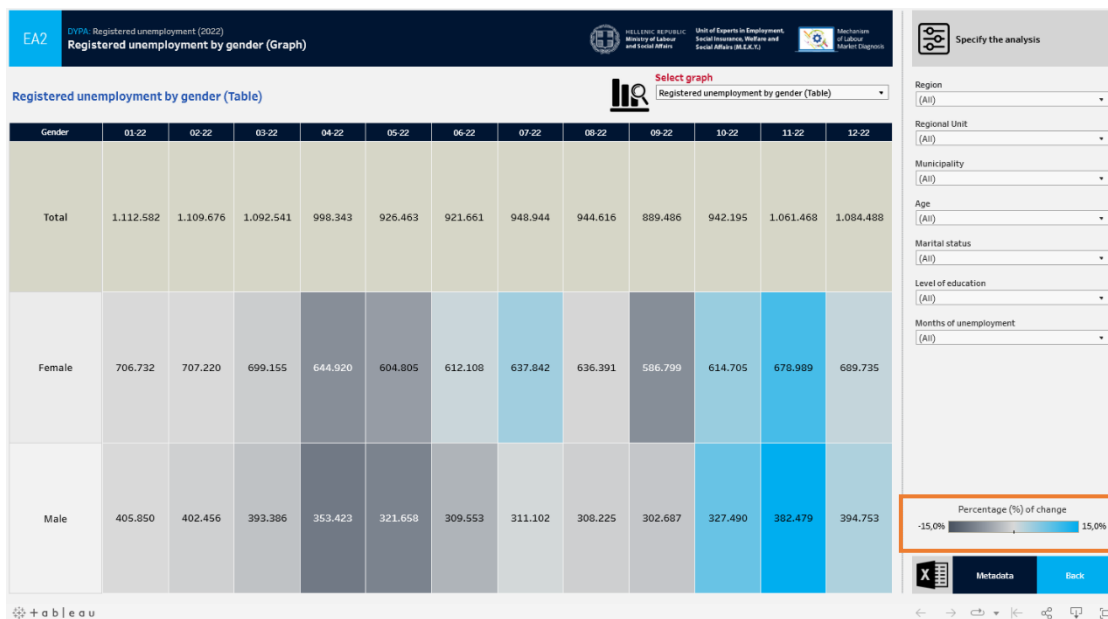 EA2
DYPA: Registered unemployment (2022)
Registered unemployment by gender (Graph)
HELLENIC REPUBLIC
Ministry of Labour
and Social Affairs
Unit of Experts in Employment,
Social Insurance, Welfare and
Social Affairs (M.E.K.Y.)
Mechanism
of Labour
Market Diagnosis
Specify the analysis
Registered unemployment by gender (Table)
Select graph
Registered unemployment by gender (Table)
Gender 01-22 02-22 03-22 04-22 05-22 06-22 07-22 08-22 09-22 10-22 11-22 12-22
Total 1.112.582 1.109.676 1.092.541 998.343 926.463 921.661 948.944 944.616 889.486 942.195 1.061.468 1.084.488
Female 706.732 707.220 699.155 644.920 604.805 612.108 637.842 636.391 586.799 614.705 678.989 689.735
Male 405.850 402.456 393.386 353.423 321.658 309.553 311.102 308.225 302.687 327.490 382.479 394.753
Region
(All)
Regional Unit
(All)
Municipality
(All)
Age
(All)
Marital status
(All)
Level of education
(All)
Months of unemployment
(All)
Percentage (%) of change
-15,0% 15,0%
X
Metadata
Back
+ableau